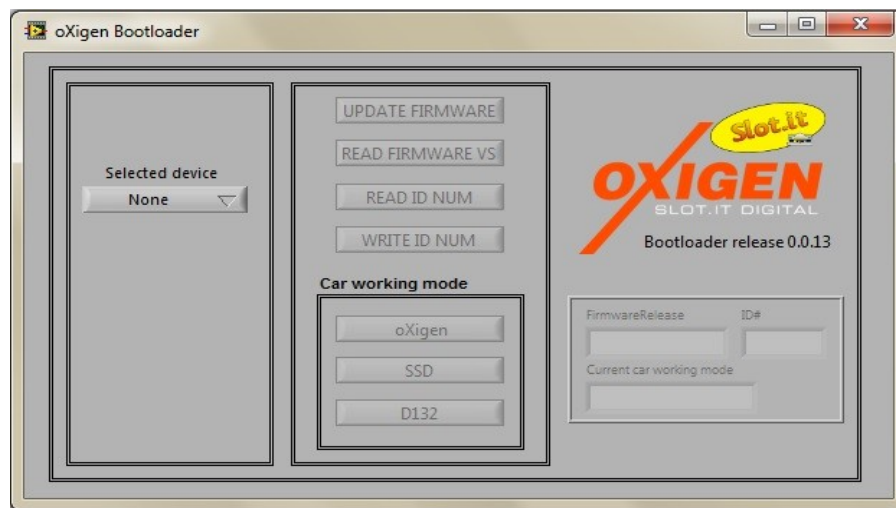 oXigen Bootloader
Selected device
None
UPDATE FIRMWARE
READ FIRMWARE VS
READ ID NUM
WRITE ID NUM
Car working mode
oXigen
SSD
D132
Slot.it
OXIGEN
SLOT.IT DIGITAL
Bootloader release 0.0.13
FirmwareRelease ID#
Current car working mode